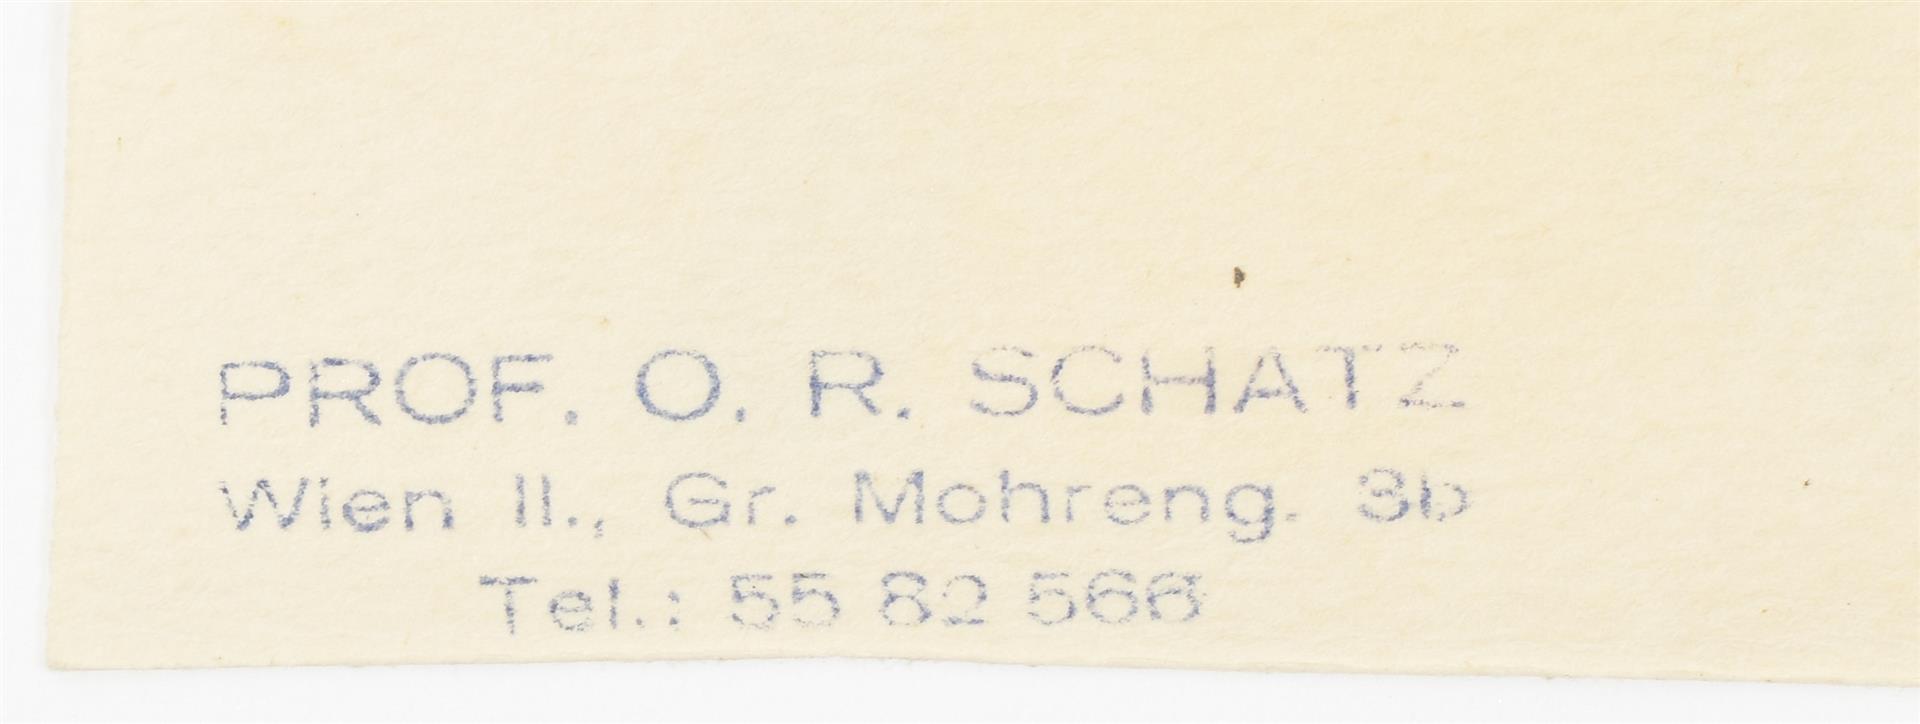 PROF. O. R. SCHATZ
Wien II., Gr. Mohreng. 3b
Tel.: 55 82 566